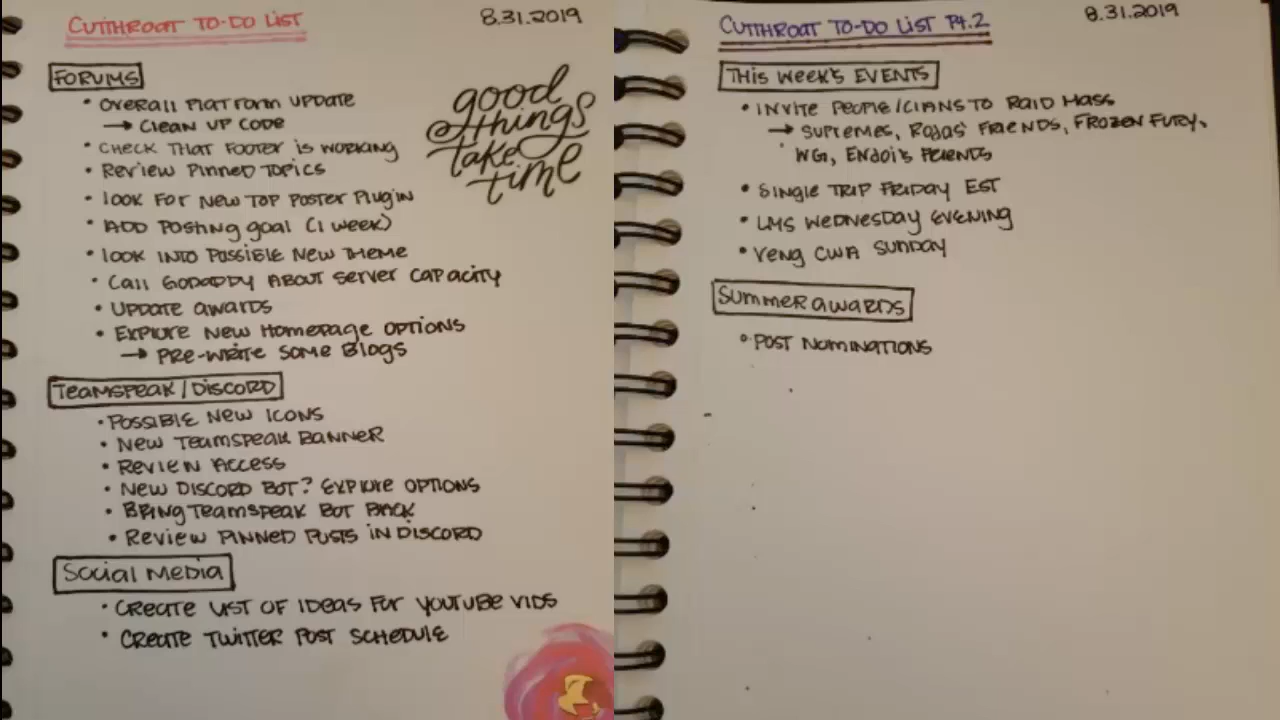 CUTTHROAT TO-DO LIST
8.31.2019
FORUMS
• OVERALL PLATFORM UPDATE
→ CLEAN UP CODE
• CHECK THAT FOOTER IS WORKING
• REVIEW PINNED TOPICS
• LOOK FOR NEW TOP POSTER PLUGIN
• ADD POSTING GOAL (1 WEEK)
• LOOK INTO POSSIBLE NEW THEME
• CALL GODADDY ABOUT SERVER CAPACITY
• UPDATE AWARDS
• EXPLORE NEW HOMEPAGE OPTIONS
→ PRE-WRITE SOME BLOGS
good
things
take
time
TEAMSPEAK/DISCORD
• POSSIBLE NEW ICONS
• NEW TEAMSPEAK BANNER
• REVIEW ACCESS
• NEW DISCORD BOT? EXPLORE OPTIONS
• BRING TEAMSPEAK BOT BACK
• REVIEW PINNED POSTS IN DISCORD
SOCIAL MEDIA
• CREATE LIST OF IDEAS FOR YOUTUBE VIDS
• CREATE TWITTER POST SCHEDULE
CUTTHROAT TO-DO LIST PT.2
8.31.2019
THIS WEEK'S EVENTS
• INVITE PEOPLE/CLANS TO RAID MASS
→ SUPREMES, ROJAS' FRIENDS, FROZEN FURY,
WG, ENDOI'S FRIENDS
• SINGLE TRIP FRIDAY EST
• LMS WEDNESDAY EVENING
• VENG CWA SUNDAY
SUMMER AWARDS
• POST NOMINATIONS